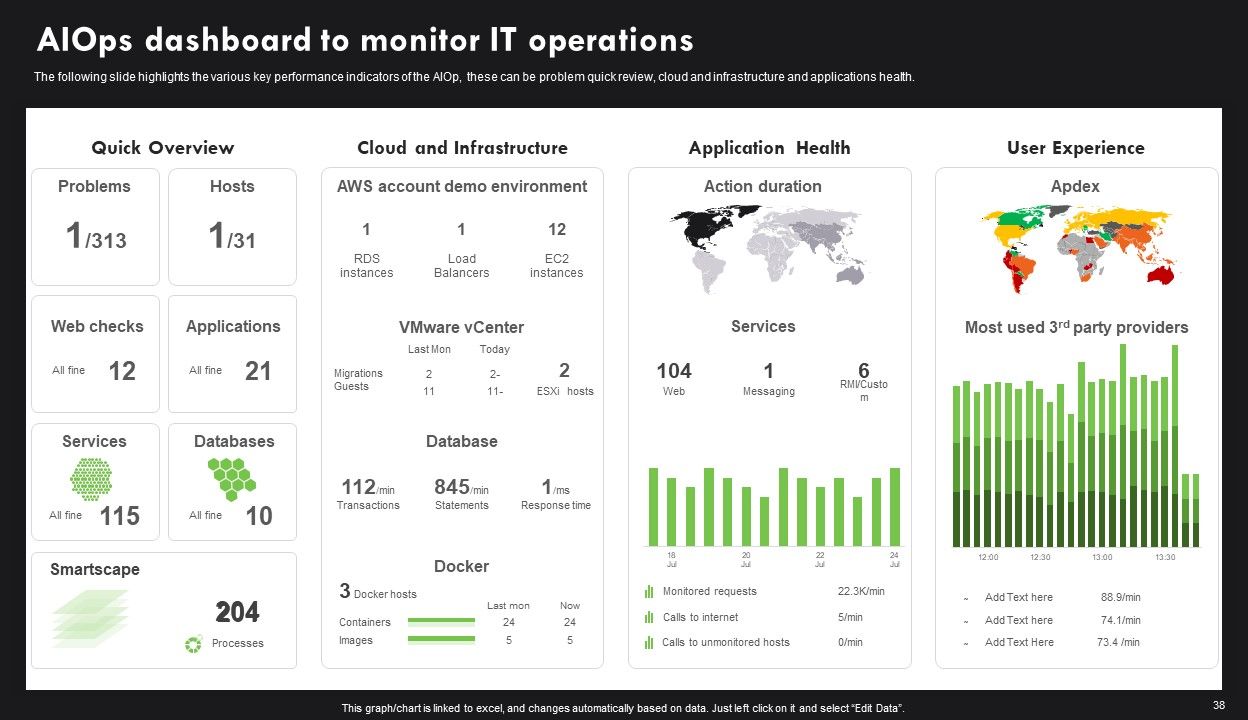 AIOps dashboard to monitor IT operations
The following slide highlights the various key performance indicators of the AIOp, these can be problem quick review, cloud and infrastructure and applications health.
Quick Overview
Problems
1/313
Hosts
1/31
Web checks
All fine 12
Applications
All fine 21
Services
All fine 115
Databases
All fine 10
Smartscape
204
Processes
Cloud and Infrastructure
AWS account demo environment
1 1 12
RDS Load EC2
instances Balancers instances
VMware vCenter
Last Mon Today
Migrations 2 2-
Guests 11 11-
2
ESXi hosts
Database
112/min 845/min 1/ms
Transactions Statements Response time
Docker
3 Docker hosts
Last mon Now
Containers 24 24
Images 5 5
Application Health
Action duration
Services
104 1 6
Web Messaging RMI/Custo
m
18 20 22 24
Jul Jul Jul Jul
Monitored requests 22.3K/min
Calls to internet 5/min
Calls to unmonitored hosts 0/min
User Experience
Apdex
Most used 3rd party providers
12:00 12.30 13:00 13:30
~ Add Text here 88.9/min
~ Add Text Here 74.1/min
~ Add Text Here 73.4 /min
This graph/chart is linked to excel, and changes automatically based on data. Just left click on it and select “Edit Data”.
38